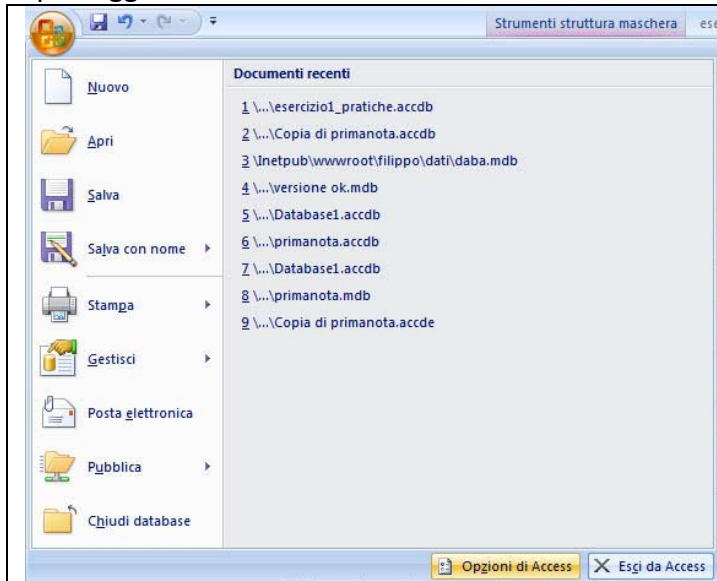 Strumenti struttura maschera
Nuovo
Apri
Salva
Salva con nome
Stampa
Gestisci
Posta elettronica
Pubblica
Chiudi database
Documenti recenti
1 \...\esercizio1_pratiche.accdb
2 \...\Copia di primanota.accdb
3 \Inetpub\wwwroot\filippo\dati\daba.mdb
4 \...\versione ok.mdb
5 \...\Database1.accdb
6 \...\primanota.accdb
7 \...\Database1.accdb
8 \...\primanota.mdb
9 \...\Copia di primanota.accde
Opzioni di Access
Esci da Access